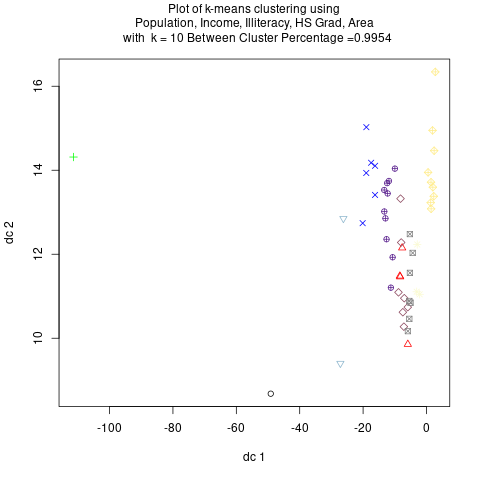 Plot of k-means clustering using
Population, Income, Illiteracy, HS Grad, Area
with  k = 10 Between Cluster Percentage =0.9954
16
14
12
10
dc 2
-100
-80
-60
-40
-20
0
dc 1